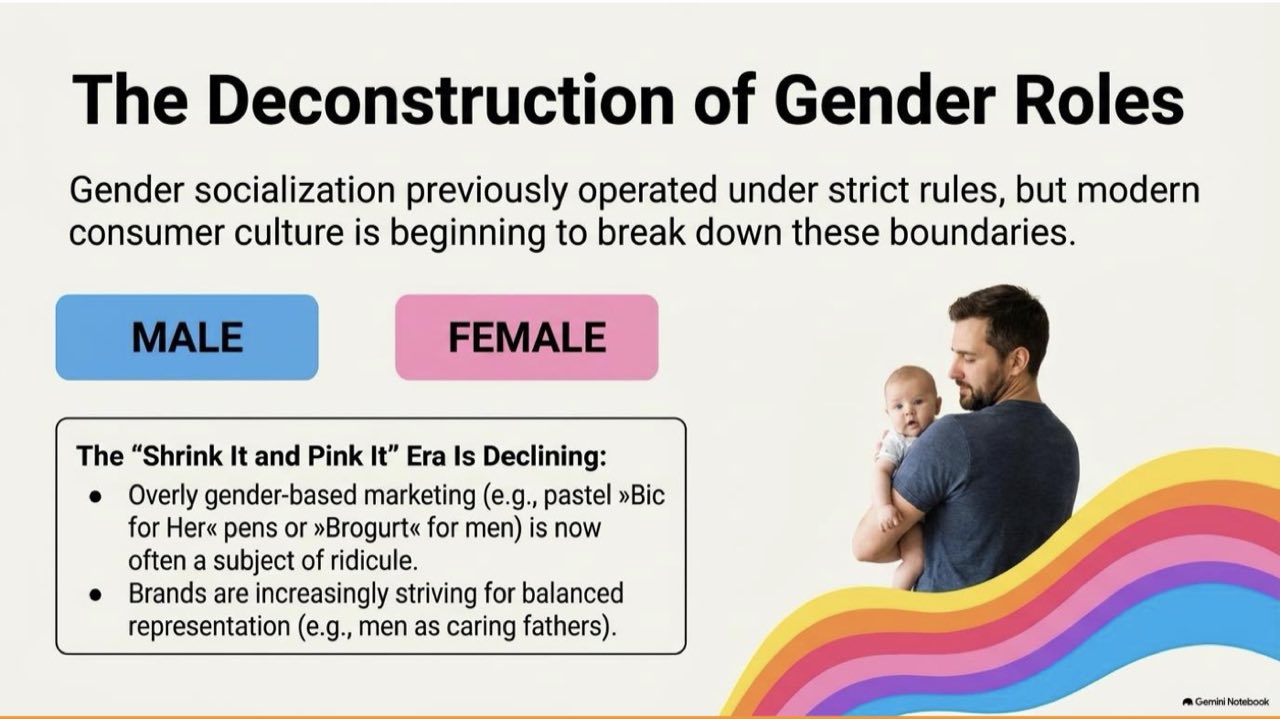 The Deconstruction of Gender Roles
Gender socialization previously operated under strict rules, but modern
consumer culture is beginning to break down these boundaries.
MALE
FEMALE
The “Shrink It and Pink It” Era Is Declining:
● Overly gender-based marketing (e.g., pastel »Bic
for Her« pens or »Brogurt« for men) is now
often a subject of ridicule.
● Brands are increasingly striving for balanced
representation (e.g., men as caring fathers).
Gemini Notebook